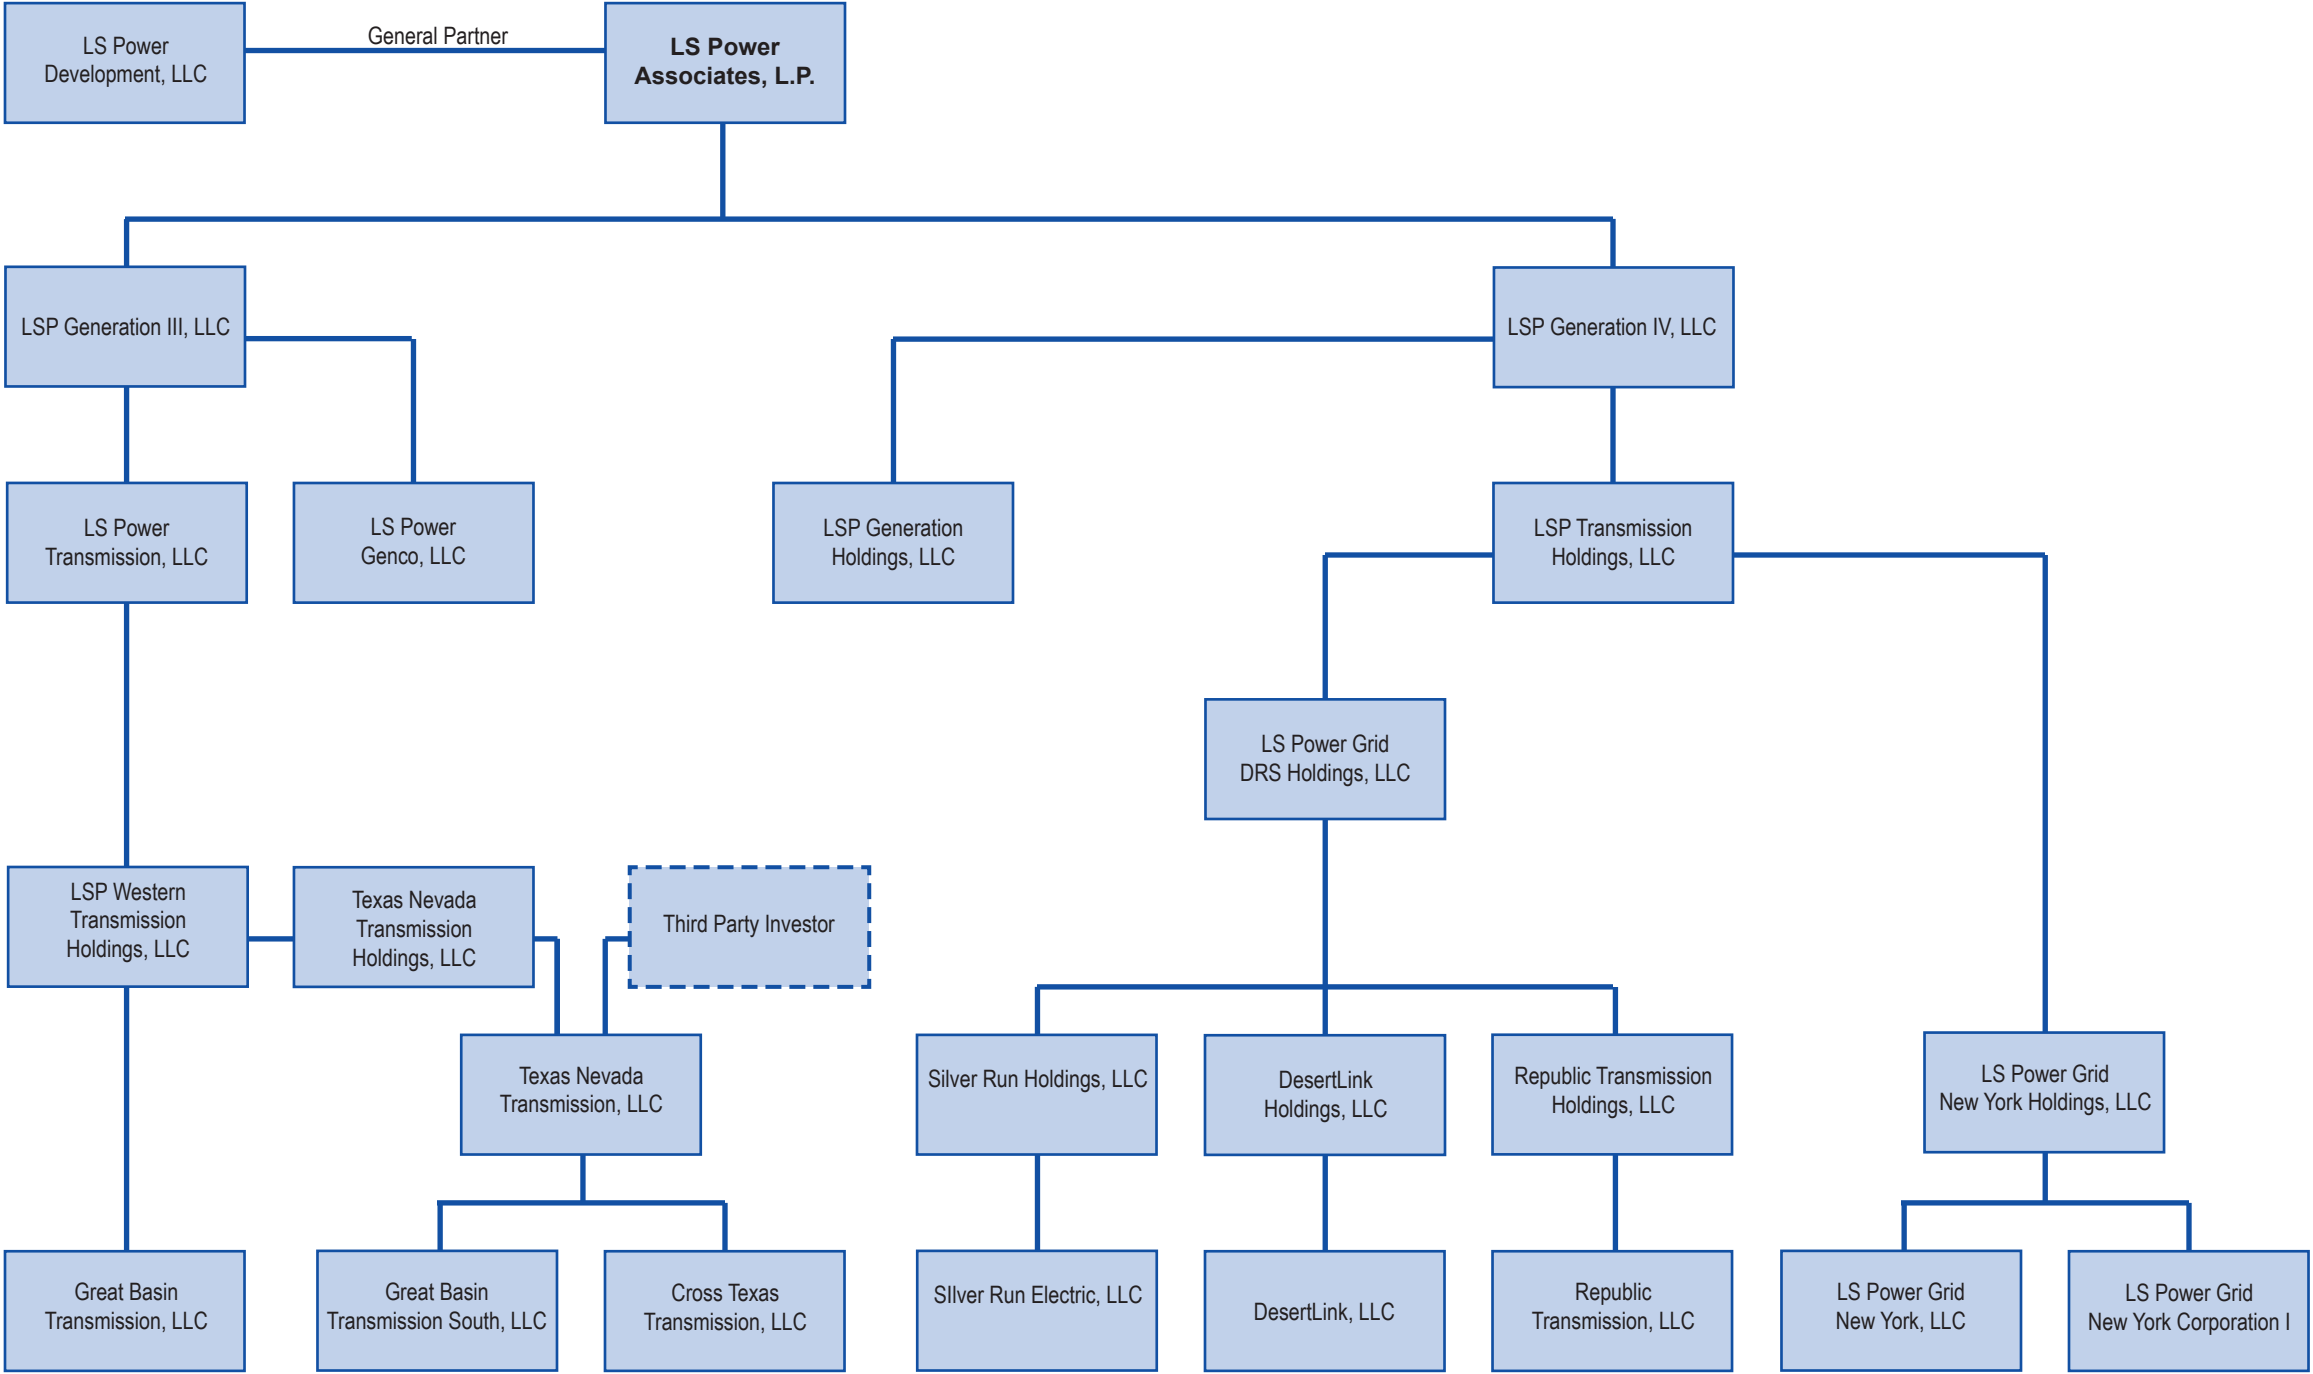 LS Power
Development, LLC
General Partner
LS Power
Associates, L.P.
LSP Generation III, LLC
LSP Generation IV, LLC
LS Power
Transmission, LLC
LS Power
Genco, LLC
LSP Generation
Holdings, LLC
LSP Transmission
Holdings, LLC
LS Power Grid
DRS Holdings, LLC
LSP Western
Transmission
Holdings, LLC
Texas Nevada
Transmission
Holdings, LLC
Third Party Investor
Texas Nevada
Transmission, LLC
Silver Run Holdings, LLC
DesertLink
Holdings, LLC
Republic Transmission
Holdings, LLC
LS Power Grid
New York Holdings, LLC
Great Basin
Transmission, LLC
Great Basin
Transmission South, LLC
Cross Texas
Transmission, LLC
SIlver Run Electric, LLC
DesertLink, LLC
Republic
Transmission, LLC
LS Power Grid
New York, LLC
LS Power Grid
New York Corporation I